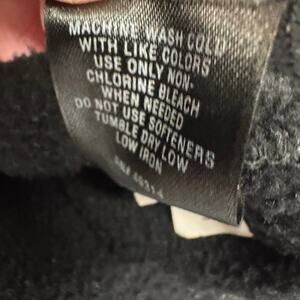 MACHINE WASH COLD
WITH LIKE COLORS
USE ONLY NON-
CHLORINE BLEACH
WHEN NEEDED
DO NOT USE SOFTENERS
TUMBLE DRY LOW
LOW IRON